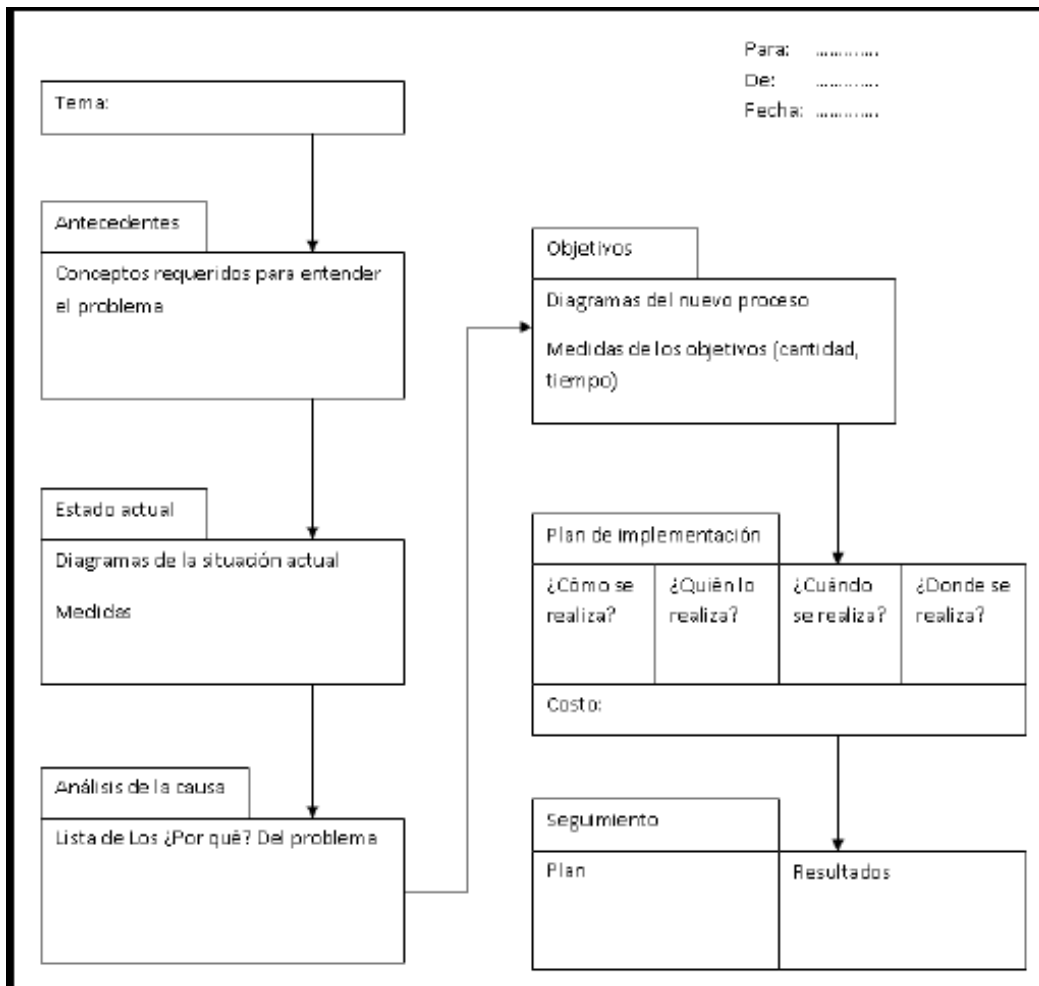 Para: ............
De: ............
Fecha: ............
Tema:
Antecedentes
Conceptos requeridos para entender
el problema
Estado actual
Diagramas de la situación actual
Medidas
Análisis de la causa
Lista de Los ¿Por qué? Del problema
Objetivos
Diagramas del nuevo proceso
Medidas de los objetivos (cantidad,
tiempo)
Plan de implementación
¿Cómo se
realiza?
¿Quién lo
realiza?
¿Cuándo
se realiza?
¿Donde se
realiza?
Costo:
Seguimiento
Plan
Resultados